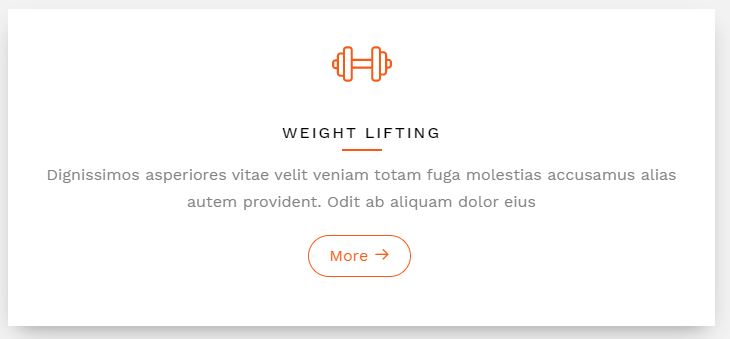 WEIGHT LIFTING
Dignissimos asperiores vitae velit veniam totam fuga molestias accusamus alias
autem provident. Odit ab aliquam dolor eius
More →